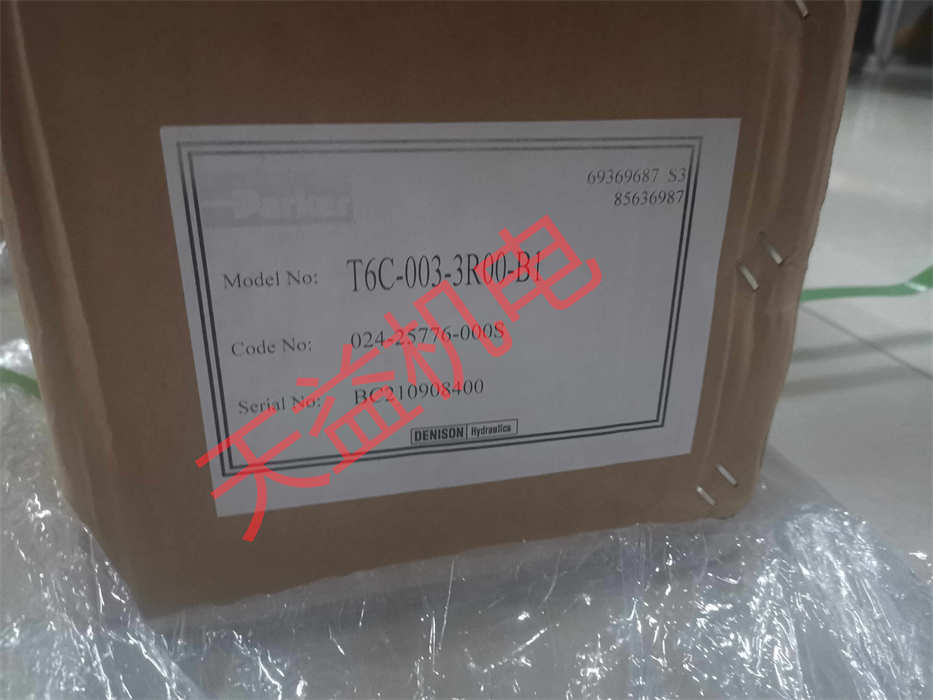 Parker
69369687 S3
85636987
Model No: T6C-003-3R00-B1
Code No: 024-25776-000S
Serial No: BC210908400
DENISON Hydraulics
天益机电